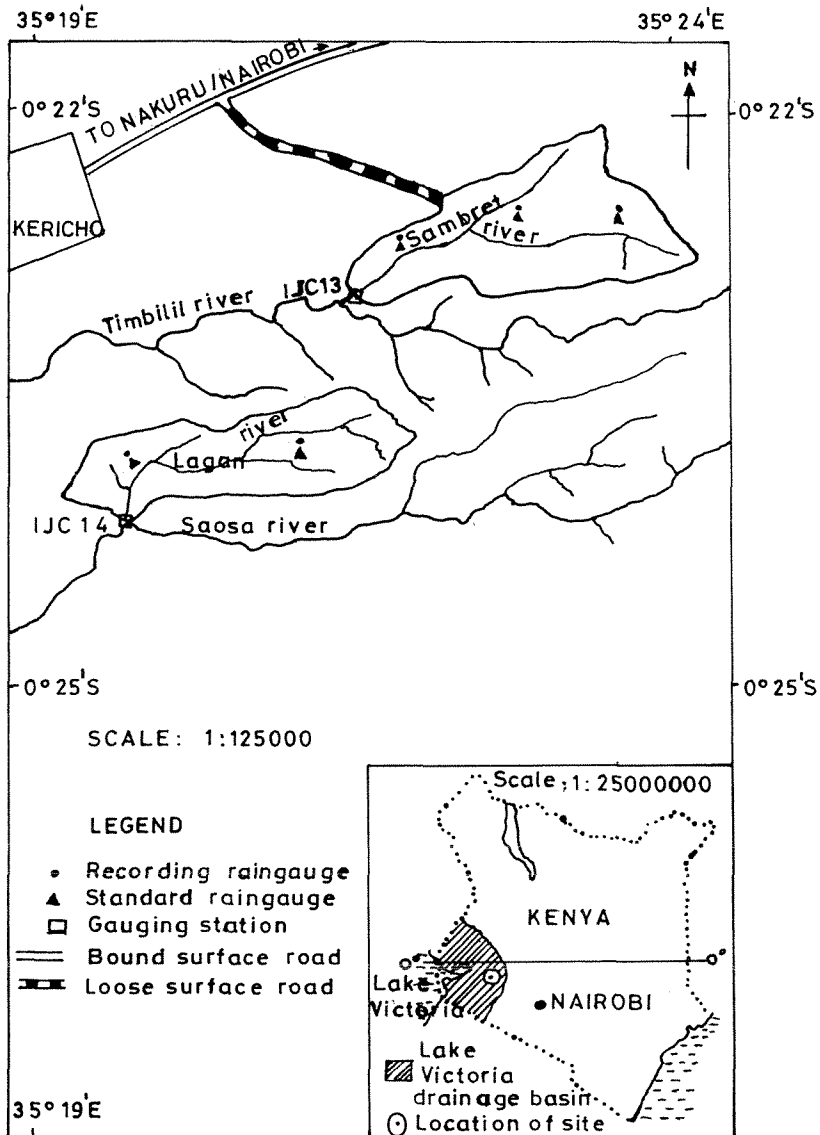 35°19'E
35°24'E
N
TO NAKURU/NAIROBI
0°22'S
0°22'S
KERICHO
Sambret
river
IJC13
Timbilil river
river
Lagan
IJC 14
Saosa river
0°25'S
0°25'S
SCALE: 1:125000
LEGEND
Recording raingauge
Standard raingauge
Gauging station
Bound surface road
Loose surface road
35°19'E
Scale, 1: 25000000
KENYA
0°
0°
Lake
Victoria
NAIROBI
Lake
Victoria
drainage basin
Location of site